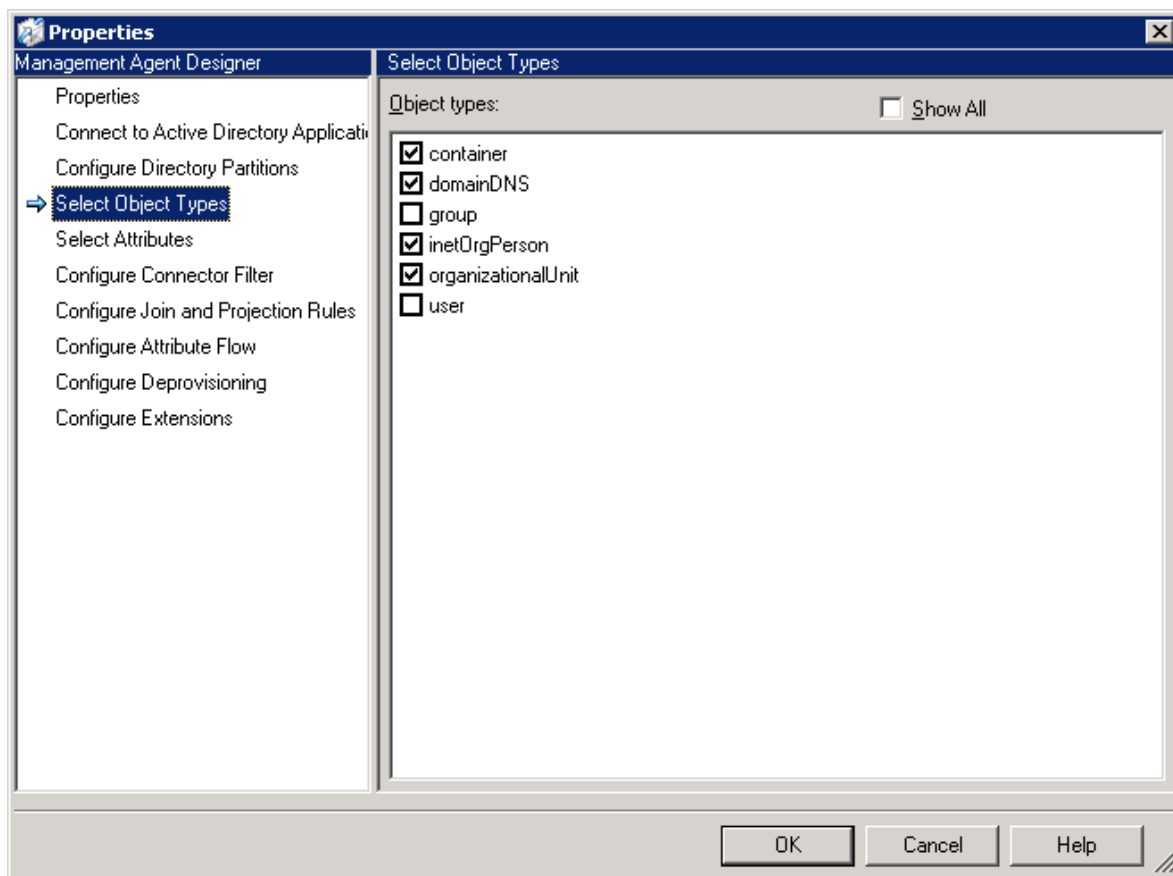 Properties
Management Agent Designer
Properties
Connect to Active Directory Applicati
Configure Directory Partitions
Select Object Types
Select Attributes
Configure Connector Filter
Configure Join and Projection Rules
Configure Attribute Flow
Configure Deprovisioning
Configure Extensions
Select Object Types
Object types:
Show All
container
domainDNS
group
inetOrgPerson
organizationalUnit
user
OK
Cancel
Help